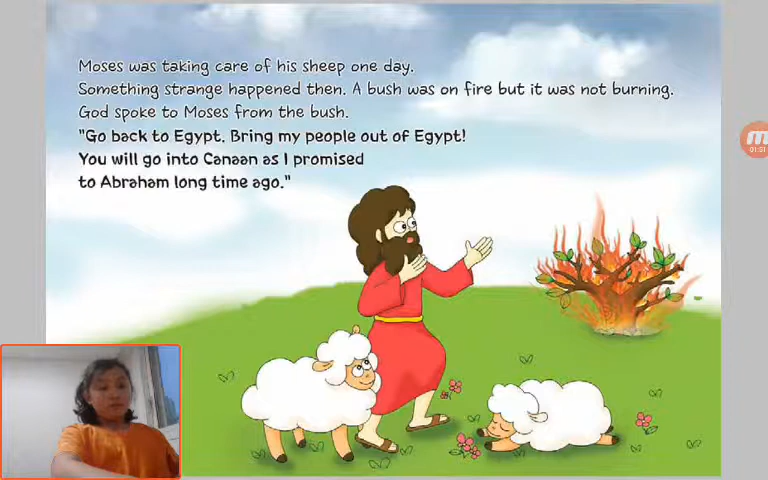 Moses was taking care of his sheep one day.
Something strange happened then. A bush was on fire but it was not burning.
God spoke to Moses from the bush.
"Go back to Egypt. Bring my people out of Egypt!
You will go into Canaan as I promised
to Abraham long time ago."
01:51